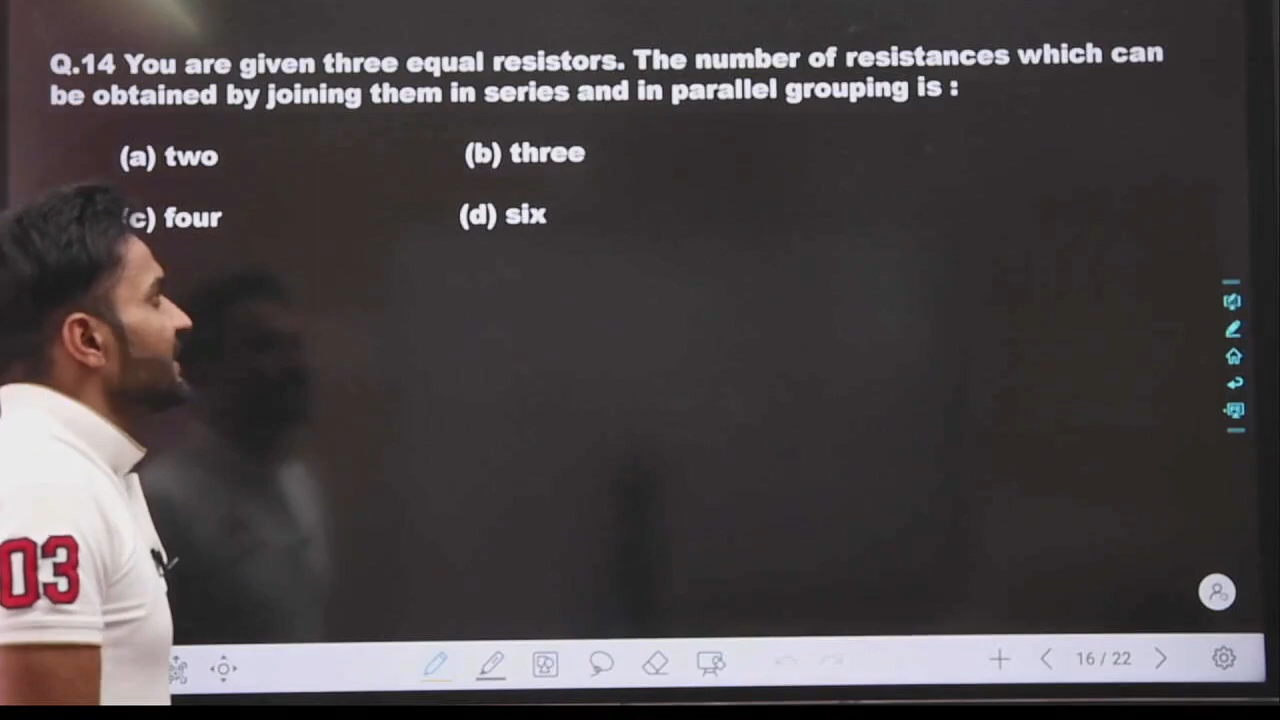 Q.14 You are given three equal resistors. The number of resistances which can
be obtained by joining them in series and in parallel grouping is :
(a) two
(b) three
c) four
(d) six
03
16 / 22